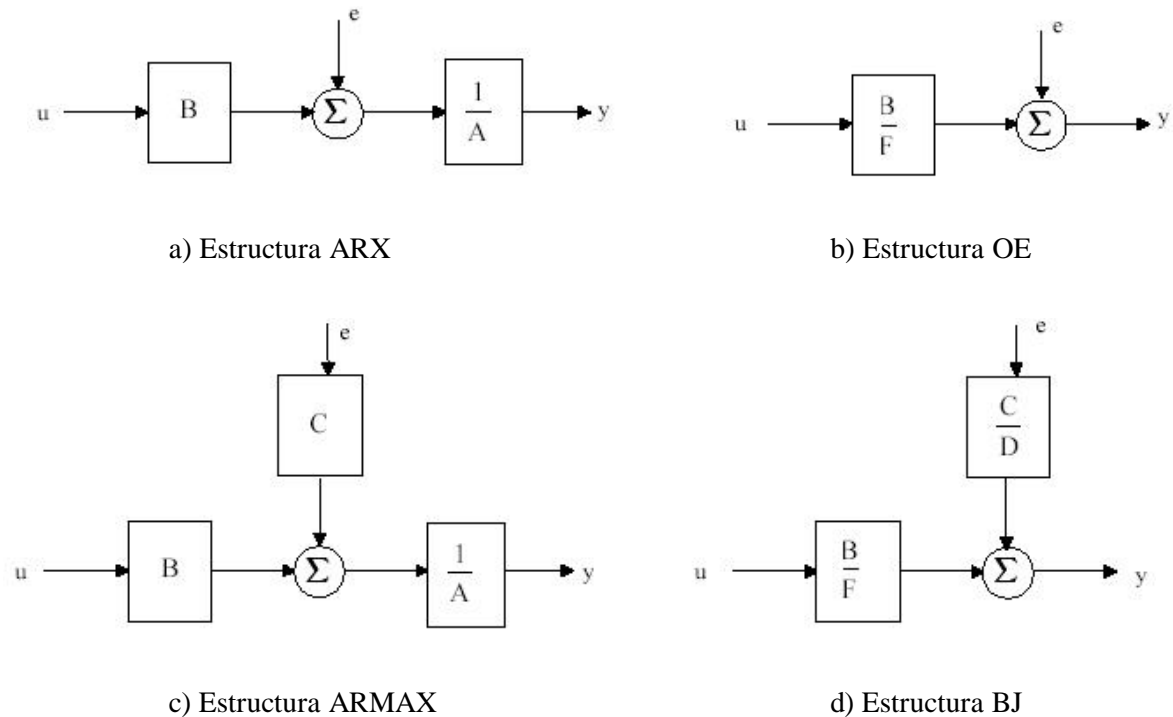 e
u
B
Σ
1
A
y
a) Estructura ARX
e
u
B
F
Σ
y
b) Estructura OE
e
C
u
B
Σ
1
A
y
c) Estructura ARMAX
e
C
D
u
B
F
Σ
y
d) Estructura BJ